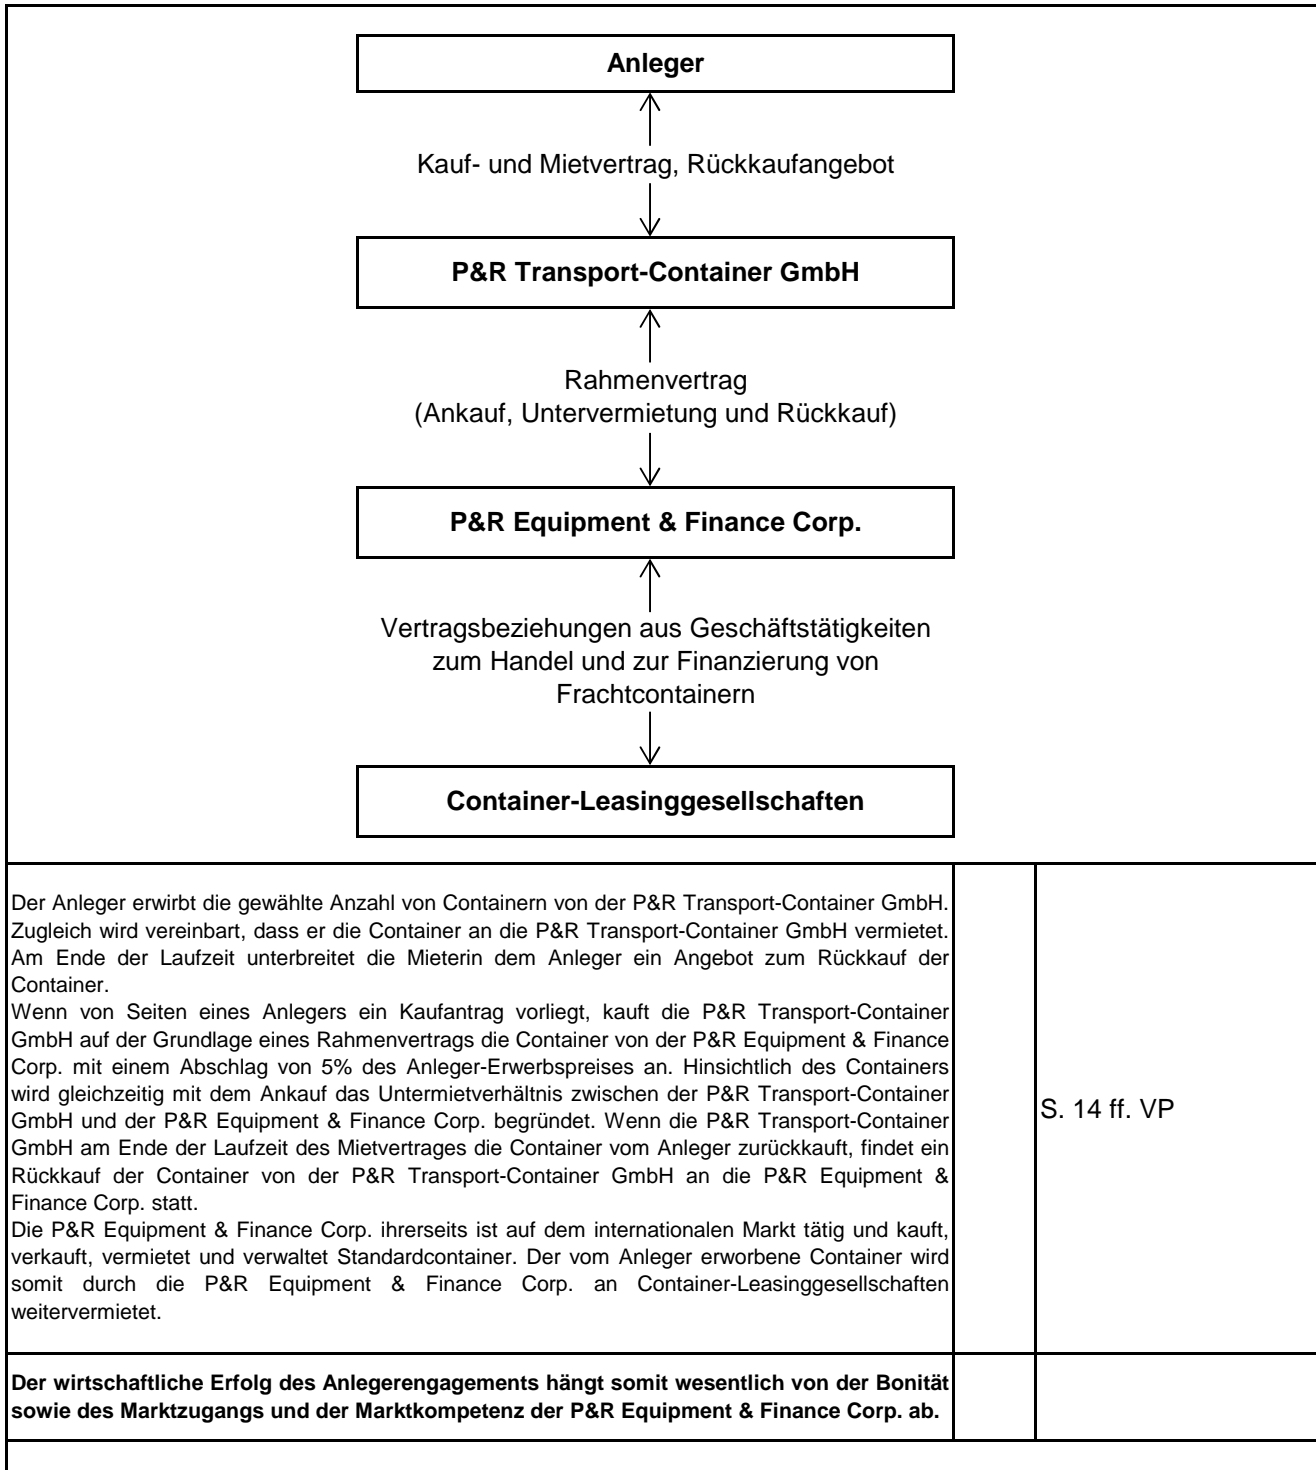 Anleger
Kauf- und Mietvertrag, Rückkaufangebot
P&R Transport-Container GmbH
Rahmenvertrag
(Ankauf, Untervermietung und Rückkauf)
P&R Equipment & Finance Corp.
Vertragsbeziehungen aus Geschäftstätigkeiten
zum Handel und zur Finanzierung von
Frachtcontainern
Container-Leasinggesellschaften
Der Anleger erwirbt die gewählte Anzahl von Containern von der P&R Transport-Container GmbH.
Zugleich wird vereinbart, dass er die Container an die P&R Transport-Container GmbH vermietet.
Am Ende der Laufzeit unterbreitet die Mieterin dem Anleger ein Angebot zum Rückkauf der
Container.
Wenn von Seiten eines Anlegers ein Kaufantrag vorliegt, kauft die P&R Transport-Container
GmbH auf der Grundlage eines Rahmenvertrags die Container von der P&R Equipment & Finance
Corp. mit einem Abschlag von 5% des Anleger-Erwerbspreises an. Hinsichtlich des Containers
wird gleichzeitig mit dem Ankauf das Untermietverhältnis zwischen der P&R Transport-Container
GmbH und der P&R Equipment & Finance Corp. begründet. Wenn die P&R Transport-Container
GmbH am Ende der Laufzeit des Mietvertrages die Container vom Anleger zurückkauft, findet ein
Rückkauf der Container von der P&R Transport-Container GmbH an die P&R Equipment &
Finance Corp. statt.
Die P&R Equipment & Finance Corp. ihrerseits ist auf dem internationalen Markt tätig und kauft,
verkauft, vermietet und verwaltet Standardcontainer. Der vom Anleger erworbene Container wird
somit durch die P&R Equipment & Finance Corp. an Container-Leasinggesellschaften
weitervermietet.
S. 14 ff. VP
Der wirtschaftliche Erfolg des Anlegerengagements hängt somit wesentlich von der Bonität
sowie des Marktzugangs und der Marktkompetenz der P&R Equipment & Finance Corp. ab.